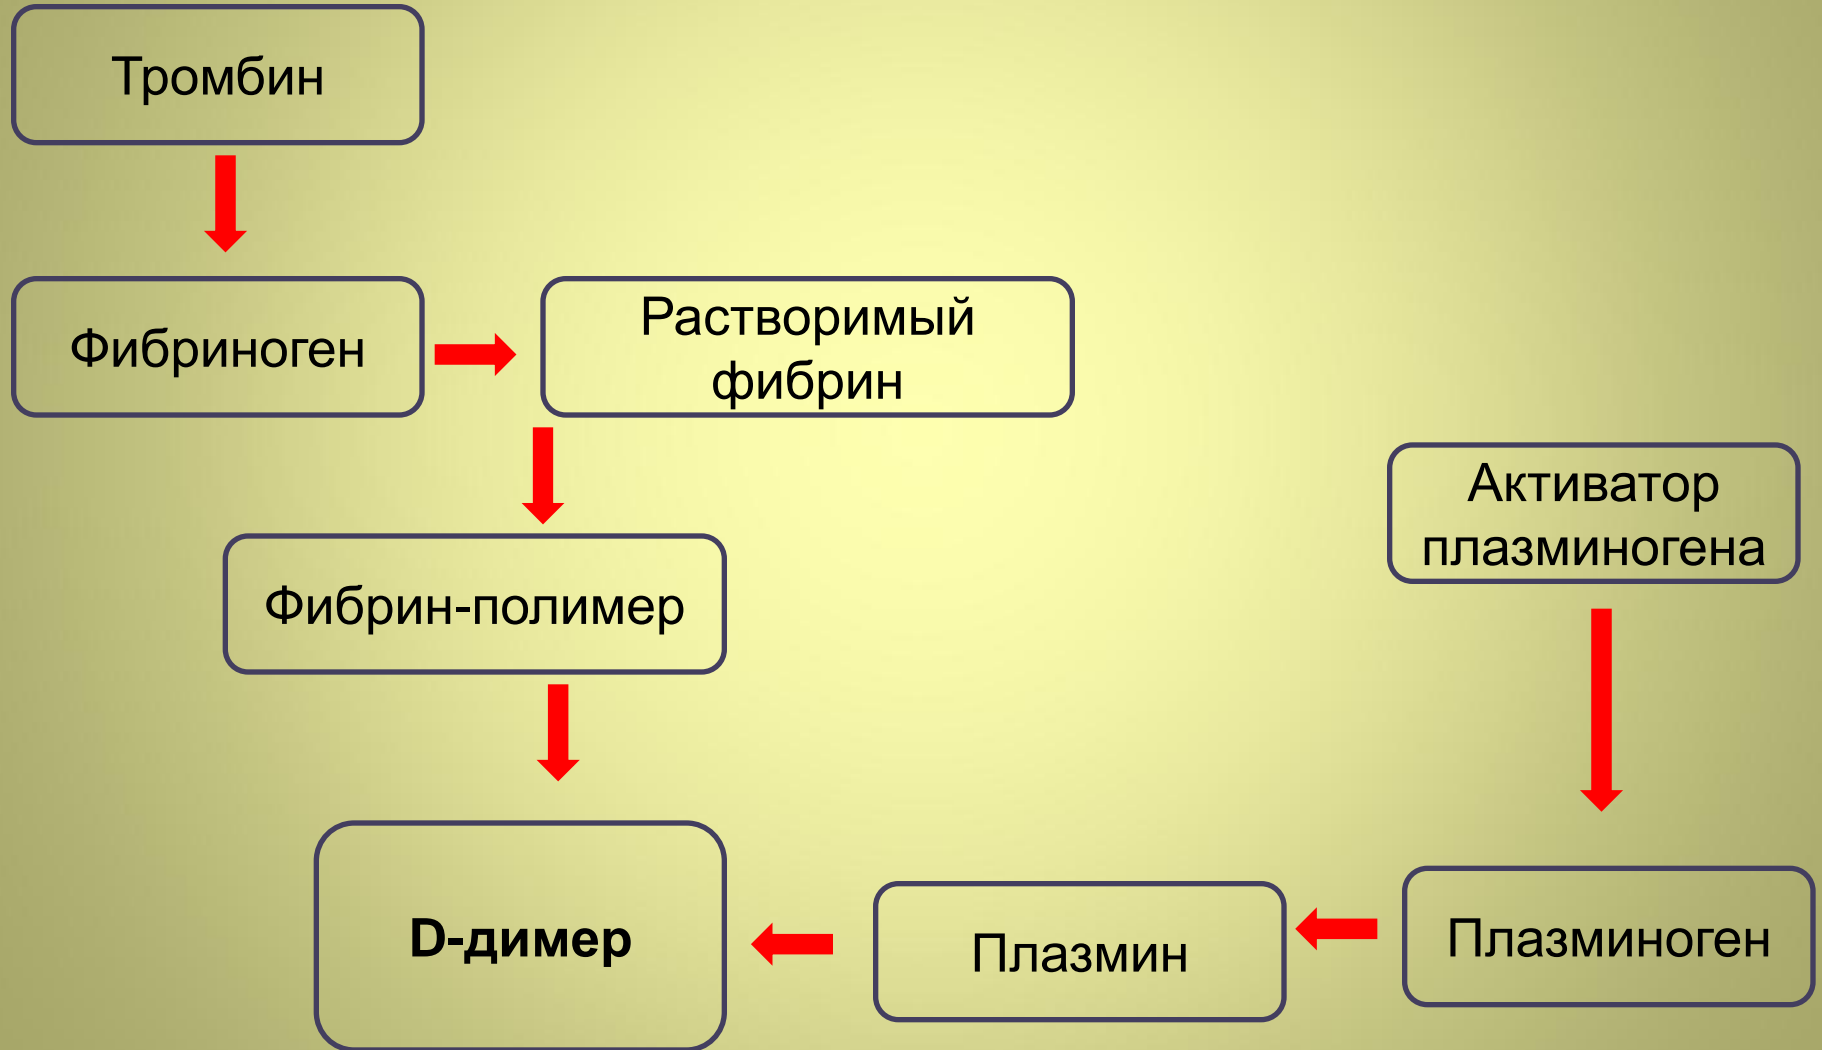 Тромбин
Фибриноген
Растворимый
фибрин
Активатор
плазминогена
Фибрин-полимер
D-димер
Плазмин
Плазминоген